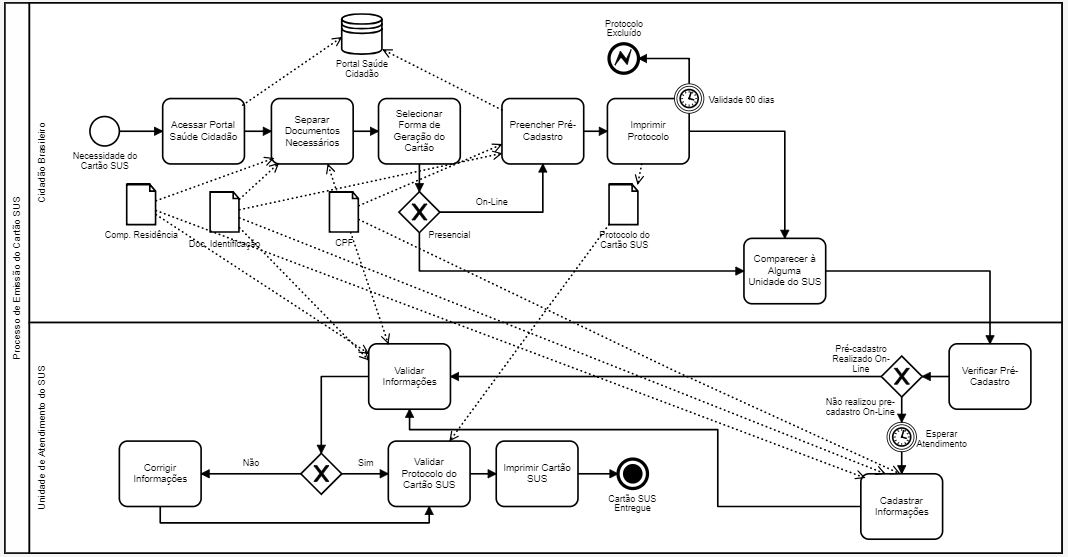 Processo de Emissão do Cartão SUS
Cidadão Brasileiro
Protocolo
Excluído
Portal Saúde
Cidadão
Validade 60 dias
Necessidade do
Cartão SUS
Acessar Portal
Saúde Cidadão
Separar
Documentos
Necessários
Selecionar
Forma de
Geração do
Cartão
Preencher Pré-
Cadastro
Imprimir
Protocolo
Comp. Residência
Doc. Identificação
CPF
On-Line
Presencial
Protocolo do
Cartão SUS
Comparecer à
Alguma
Unidade do SUS
Unidade de Atendimento do SUS
Validar
Informações
Pré-cadastro
Realizado On-
Line
Verificar Pré-
Cadastro
Não realizou pre-
cadastro On-Line
Esperar
Atendimento
Corrigir
Informações
Não
Sim
Validar
Protocolo do
Cartão SUS
Imprimir Cartão
SUS
Cartão SUS
Entregue
Cadastrar
Informações